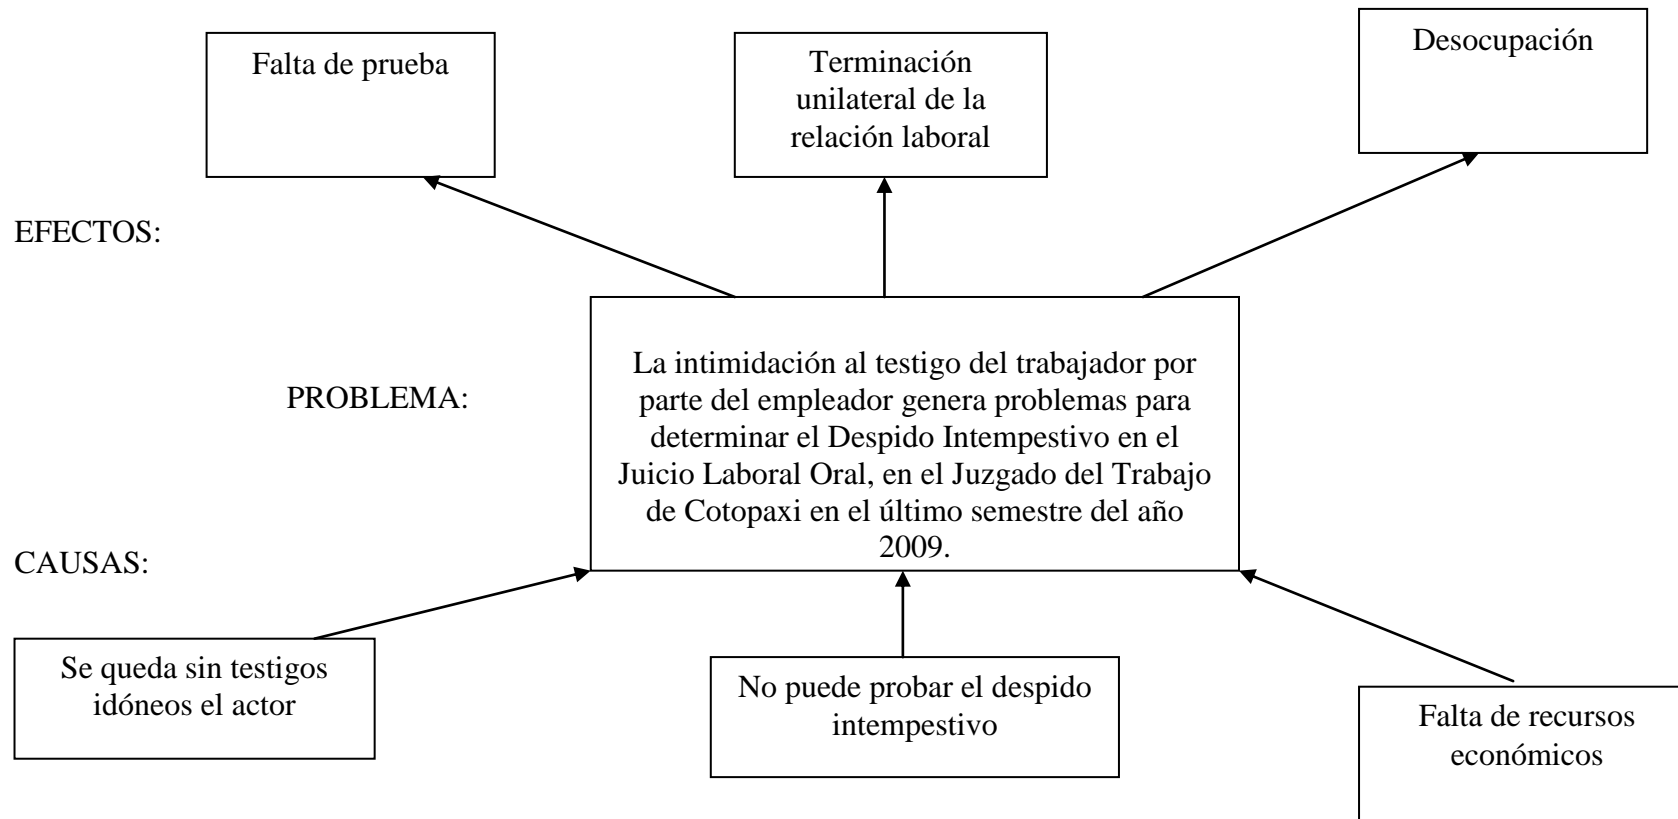 Falta de prueba
Terminación
unilateral de la
relación laboral
Desocupación
EFECTOS:
PROBLEMA:
La intimidación al testigo del trabajador por
parte del empleador genera problemas para
determinar el Despido Intempestivo en el
Juicio Laboral Oral, en el Juzgado del Trabajo
de Cotopaxi en el último semestre del año
2009.
CAUSAS:
Se queda sin testigos
idóneos el actor
No puede probar el despido
intempestivo
Falta de recursos
económicos